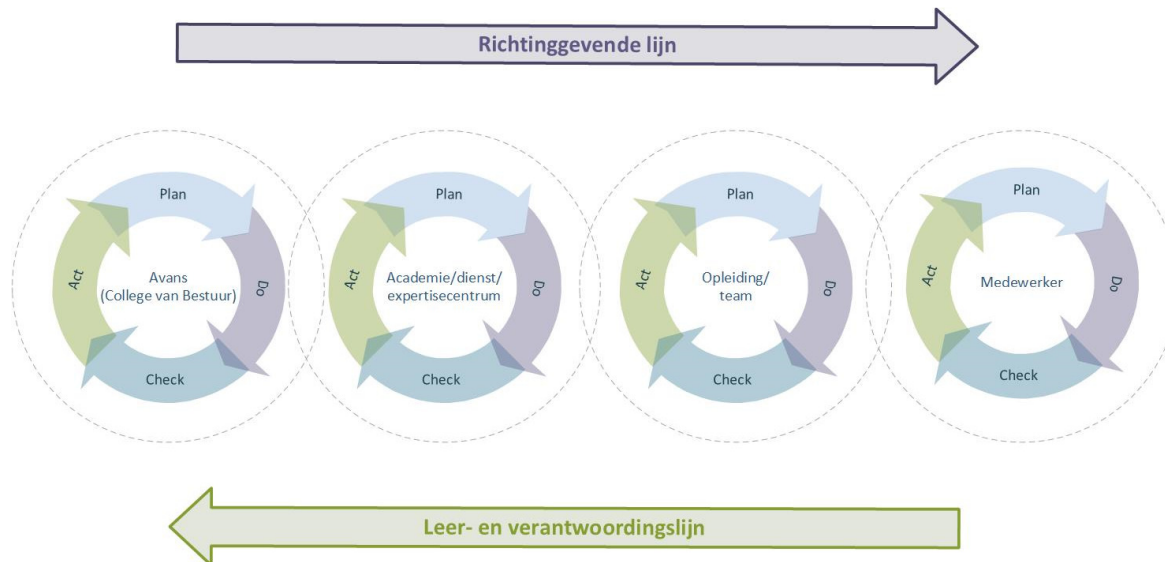 Richtinggevende lijn
Plan
Do
Check
Act
Avans
(College van Bestuur)
Plan
Do
Check
Act
Academie/dienst/
expertisecentrum
Plan
Do
Check
Act
Opleiding/
team
Plan
Do
Check
Act
Medewerker
Leer- en verantwoordingslijn